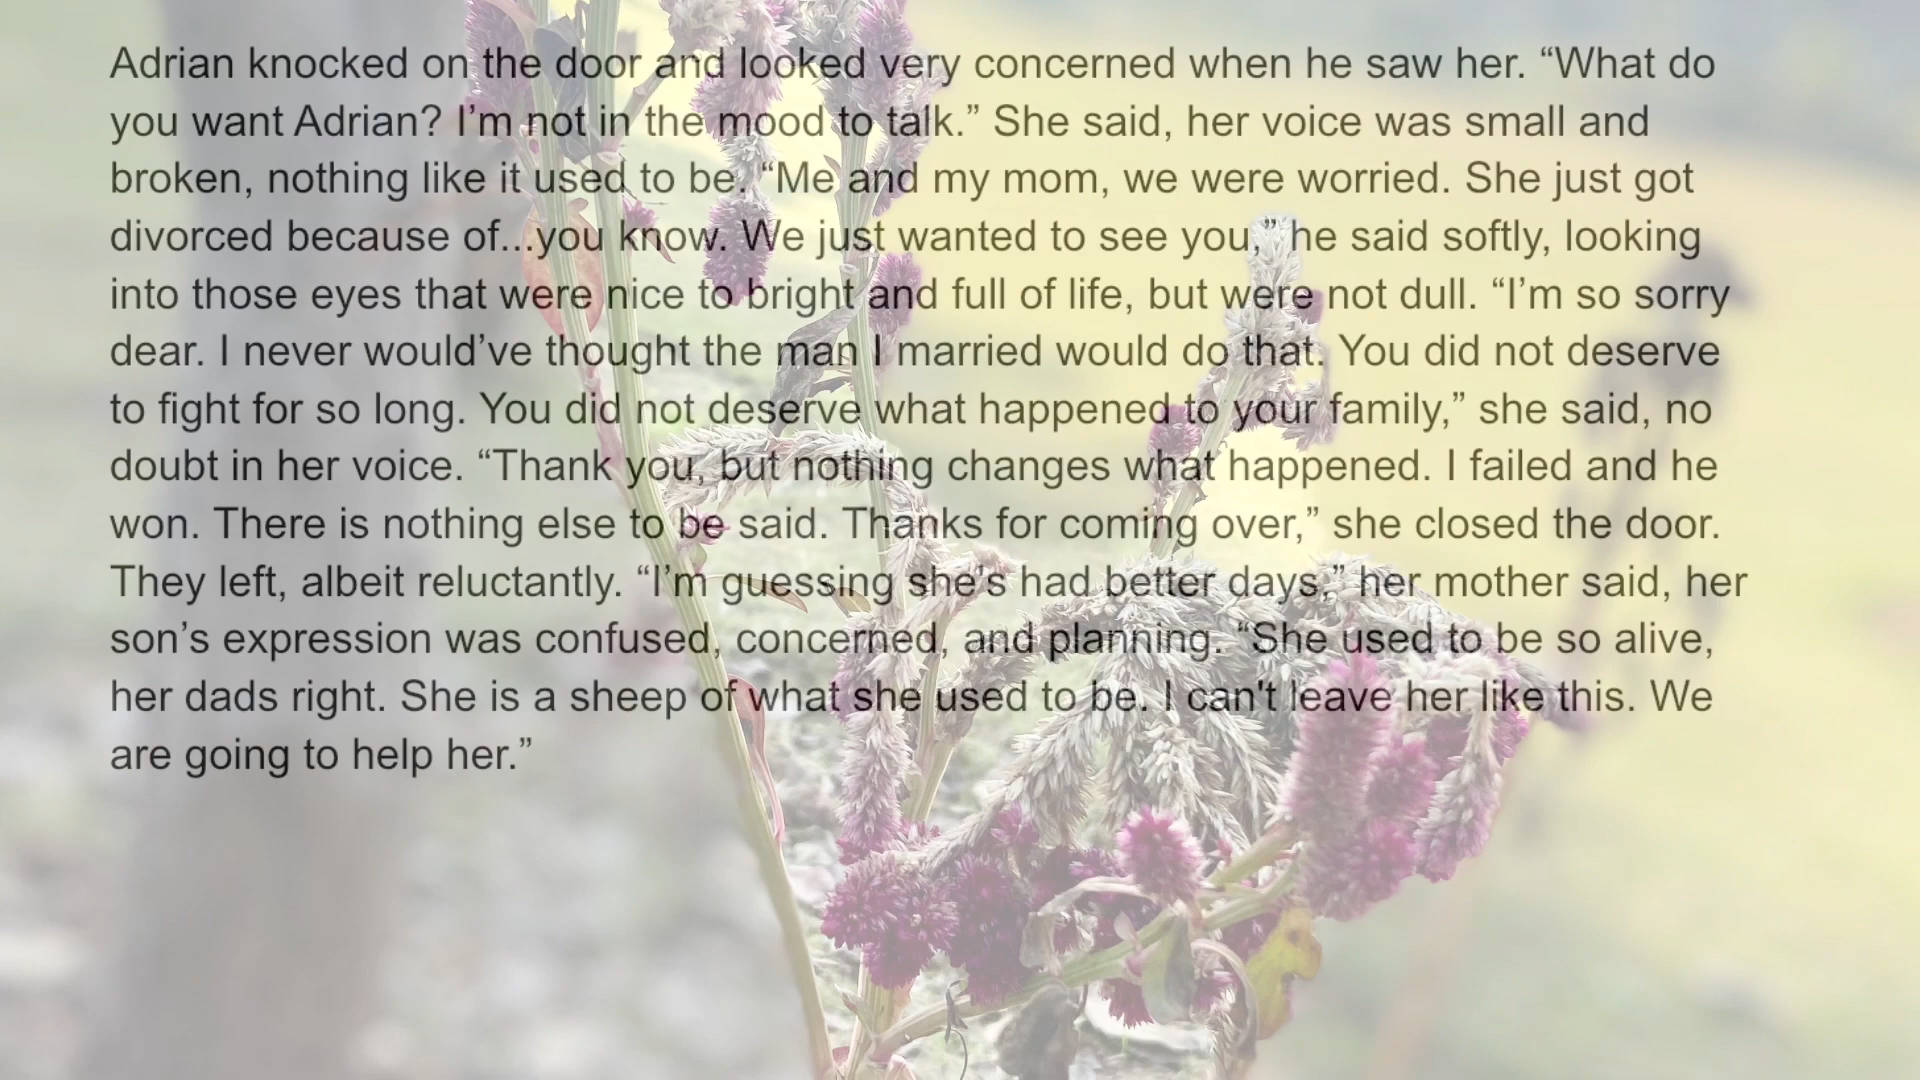 Adrian knocked on the door and looked very concerned when he saw her. “What do
you want Adrian? I’m not in the mood to talk.” She said, her voice was small and
broken, nothing like it used to be. “Me and my mom, we were worried. She just got
divorced because of...you know. We just wanted to see you,” he said softly, looking
into those eyes that were nice to bright and full of life, but were not dull. “I’m so sorry
dear. I never would’ve thought the man I married would do that. You did not deserve
to fight for so long. You did not deserve what happened to your family,” she said, no
doubt in her voice. “Thank you, but nothing changes what happened. I failed and he
won. There is nothing else to be said. Thanks for coming over,” she closed the door.
They left, albeit reluctantly. “I’m guessing she’s had better days,” her mother said, her
son’s expression was confused, concerned, and planning. “She used to be so alive,
her dads right. She is a sheep of what she used to be. I can't leave her like this. We
are going to help her.”